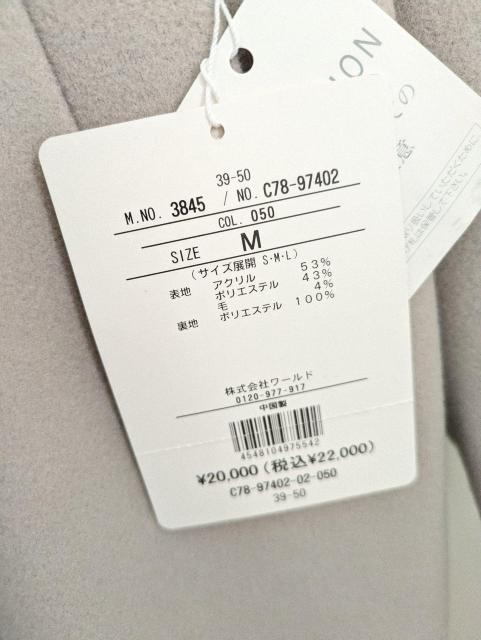 39-50
M.NO. 3845 / NO. C78-97402
COL. 050
SIZE M
(サイズ展開 S・M・L)
表地 アクリル 53%
ポリエステル 43%
毛 4%
裏地 ポリエステル 100%
株式会社ワールド
0120-977-917
中国製
4548104975542
¥20,000(税込¥22,000)
C78-97402-02-050
39-50
ION
の
意